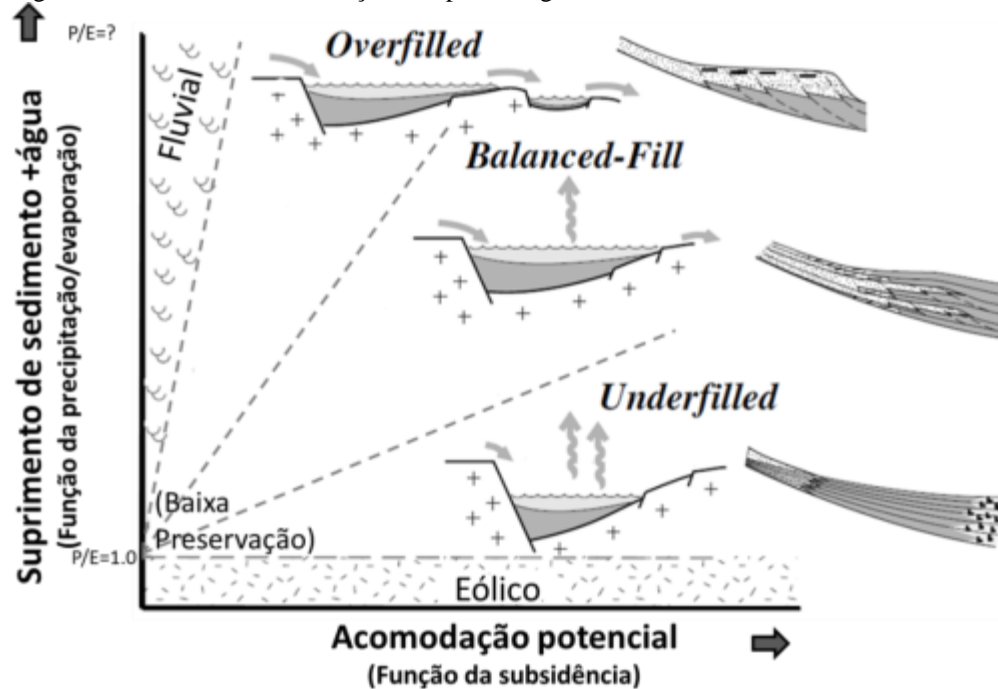 P/E=?
Overfilled
Fluvial
Balanced-Fill
Underfilled
(Baixa
Preservação)
P/E=1.0
Eólico
Suprimento de sedimento +água
(Função da precipitação/evaporação)
Acomodação potencial
(Função da subsidência)